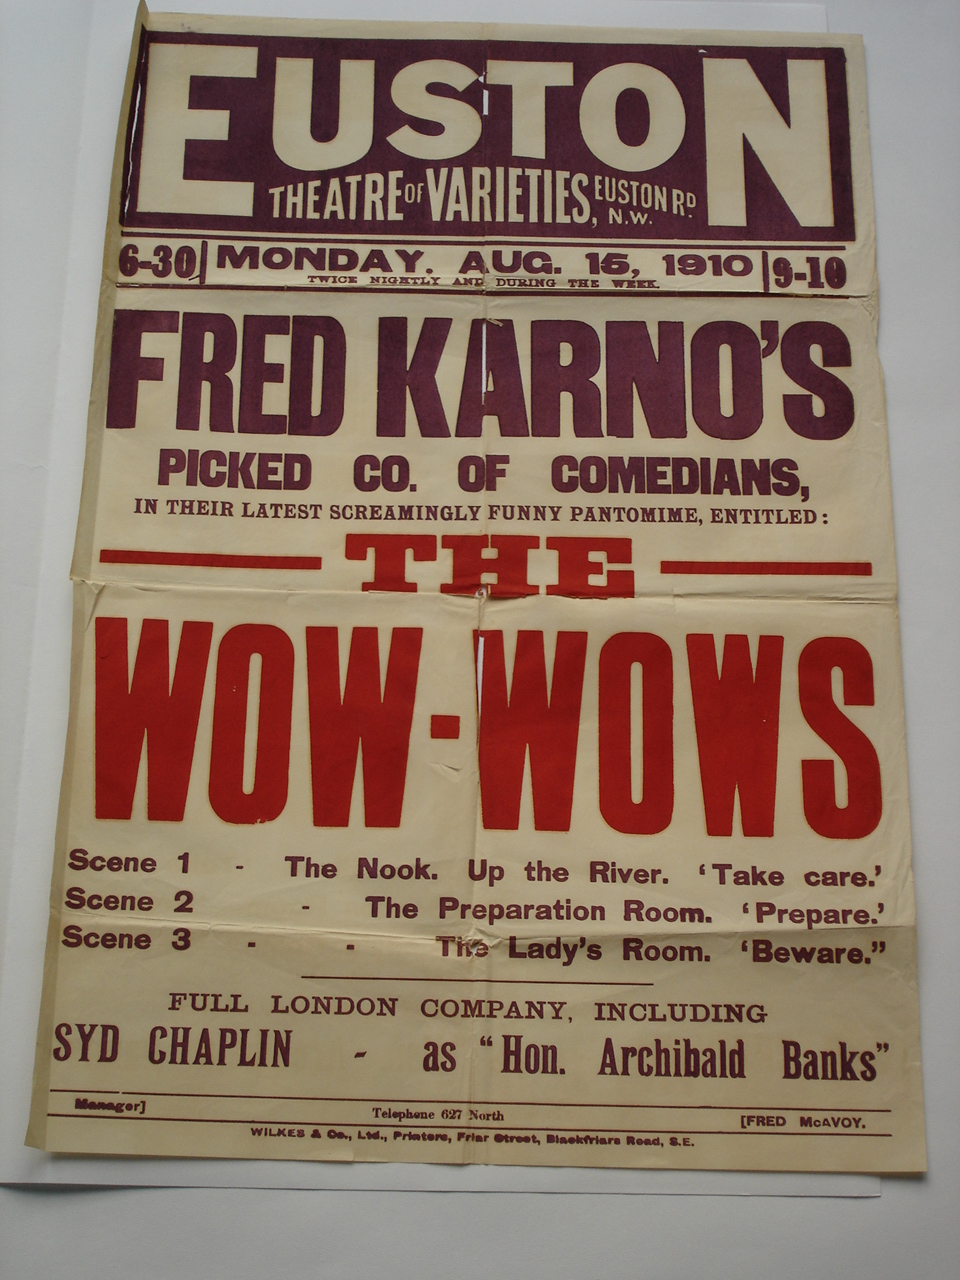 EUSTON
THEATRE OF VARIETIES, EUSTON RD. N.W.
6-30 MONDAY. AUG. 15, 1910 9-10
TWICE NIGHTLY AND DURING THE WEEK.
FRED KARNO'S
PICKED CO. OF COMEDIANS,
IN THEIR LATEST SCREAMINGLY FUNNY PANTOMIME, ENTITLED:
THE
WOW-WOWS
Scene 1 - The Nook. Up the River. 'Take care.'
Scene 2 - The Preparation Room. 'Prepare.'
Scene 3 - - The Lady's Room. 'Beware."
FULL LONDON COMPANY, INCLUDING
SYD CHAPLIN - as "Hon. Archibald Banks"
Manager] Telephone 627 North [FRED McAVOY.
WILKES & Co., Ltd., Printers, Friar Street, Blackfriars Road, S.E.